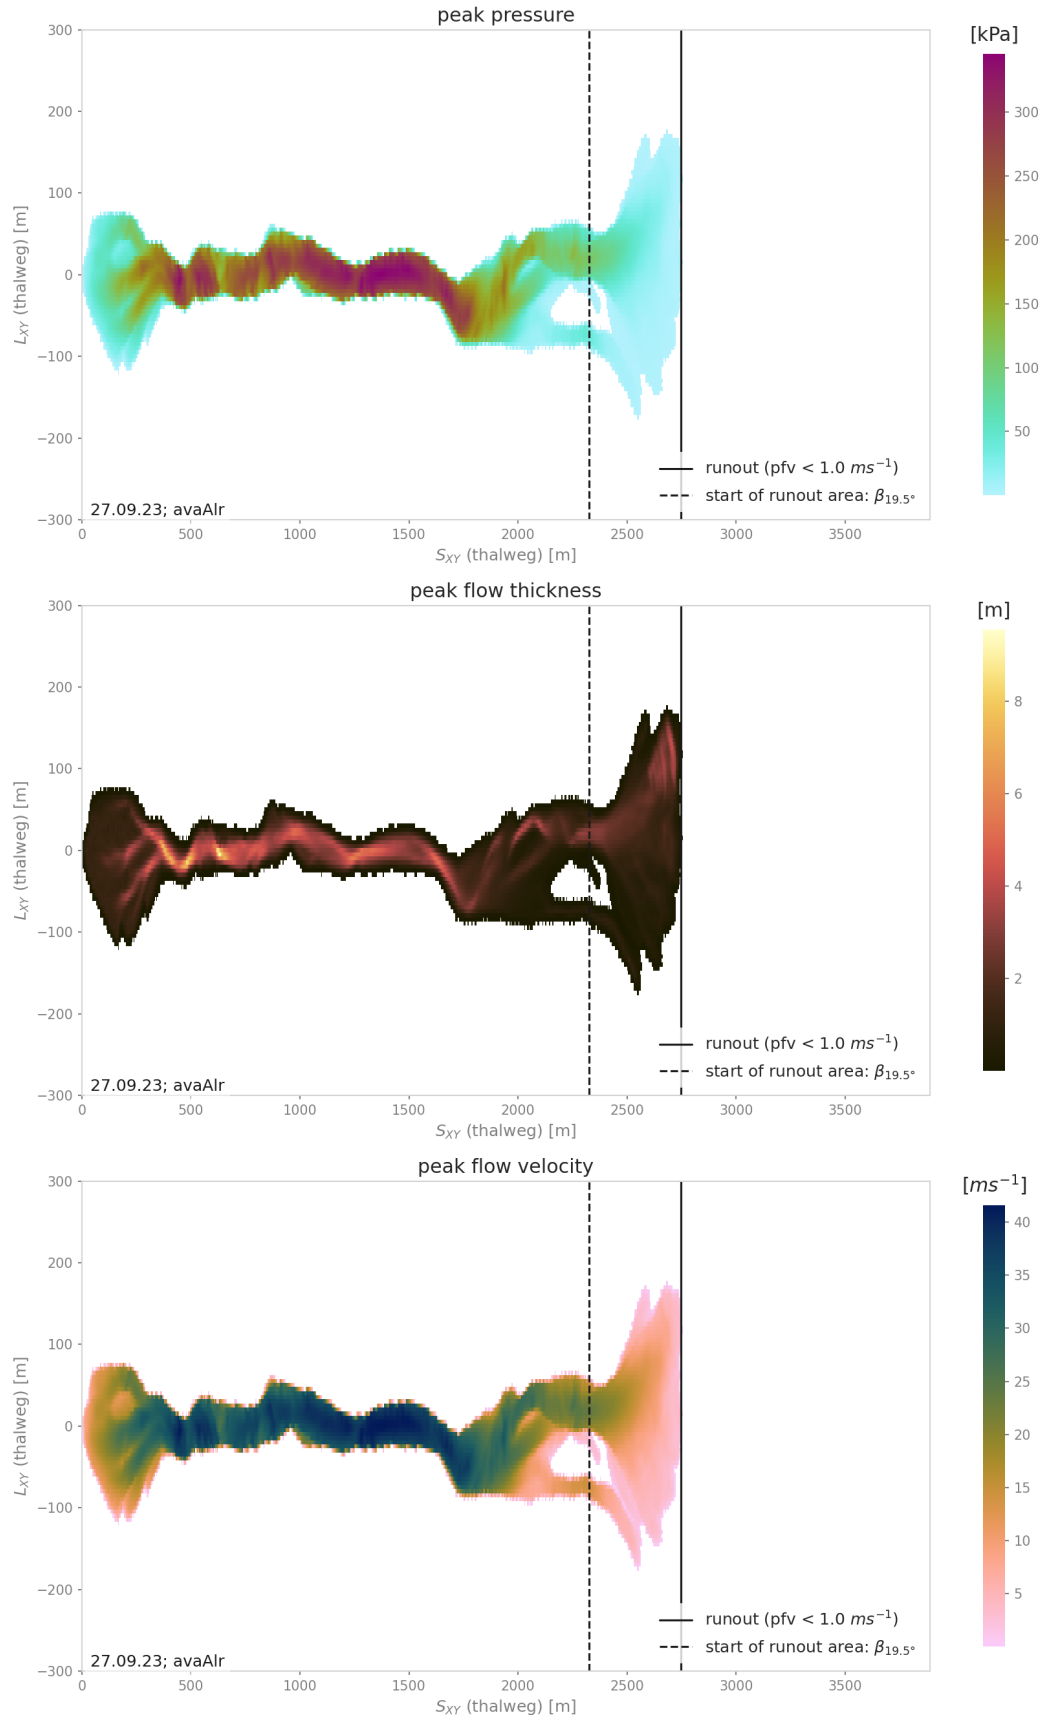 peak pressure
[kPa]
300
200
100
0
−100
−200
−300
L_XY (thalweg) [m]
300
250
200
150
100
50
runout (pfv < 1.0 ms⁻¹)
start of runout area: β₁₉.₅°
27.09.23; avaAlr
0 500 1000 1500 2000 2500 3000 3500
S_XY (thalweg) [m]
peak flow thickness
[m]
300
200
100
0
−100
−200
−300
L_XY (thalweg) [m]
8
6
4
2
runout (pfv < 1.0 ms⁻¹)
start of runout area: β₁₉.₅°
27.09.23; avaAlr
0 500 1000 1500 2000 2500 3000 3500
S_XY (thalweg) [m]
peak flow velocity
[ms⁻¹]
300
200
100
0
−100
−200
−300
L_XY (thalweg) [m]
40
35
30
25
20
15
10
5
runout (pfv < 1.0 ms⁻¹)
start of runout area: β₁₉.₅°
27.09.23; avaAlr
0 500 1000 1500 2000 2500 3000 3500
S_XY (thalweg) [m]